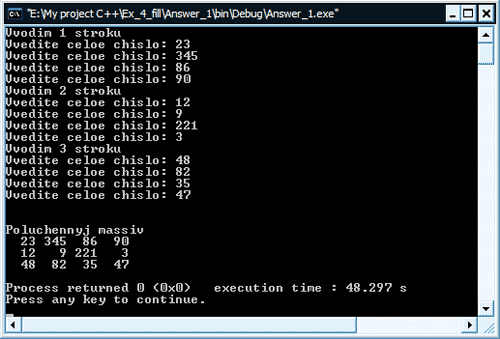 "E:\My project C++\Ex_4_fill\Answer_1\bin\Debug\Answer_1.exe"
Vvodim 1 stroku
Vvedite celoe chislo: 23
Vvedite celoe chislo: 345
Vvedite celoe chislo: 86
Vvedite celoe chislo: 90
Vvodim 2 stroku
Vvedite celoe chislo: 12
Vvedite celoe chislo: 9
Vvedite celoe chislo: 221
Vvedite celoe chislo: 3
Vvodim 3 stroku
Vvedite celoe chislo: 48
Vvedite celoe chislo: 82
Vvedite celoe chislo: 35
Vvedite celoe chislo: 47
Poluchennyj massiv
23 345 86 90
12 9 221 3
48 82 35 47
Process returned 0 (0x0) execution time : 48.297 s
Press any key to continue.